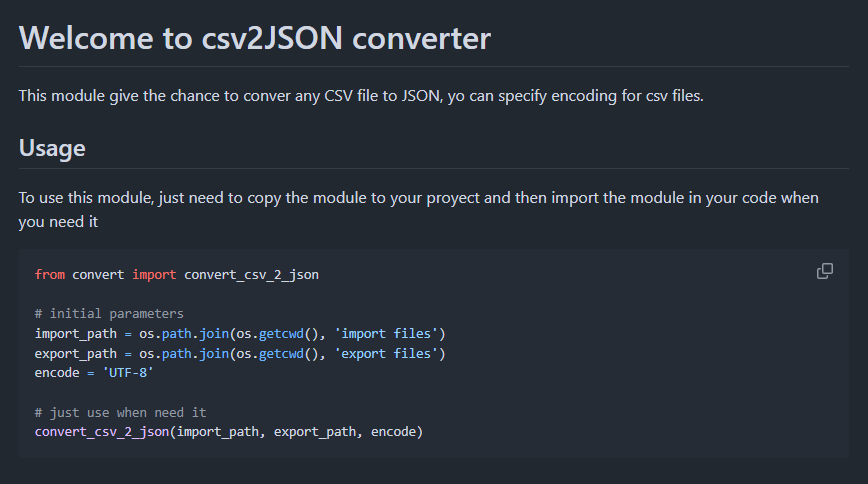 Welcome to csv2JSON converter
This module give the chance to conver any CSV file to JSON, yo can specify encoding for csv files.
Usage
To use this module, just need to copy the module to your proyect and then import the module in your code when
you need it
from convert import convert_csv_2_json
# initial parameters
import_path = os.path.join(os.getcwd(), 'import files')
export_path = os.path.join(os.getcwd(), 'export files')
encode = 'UTF-8'
# just use when need it
convert_csv_2_json(import_path, export_path, encode)